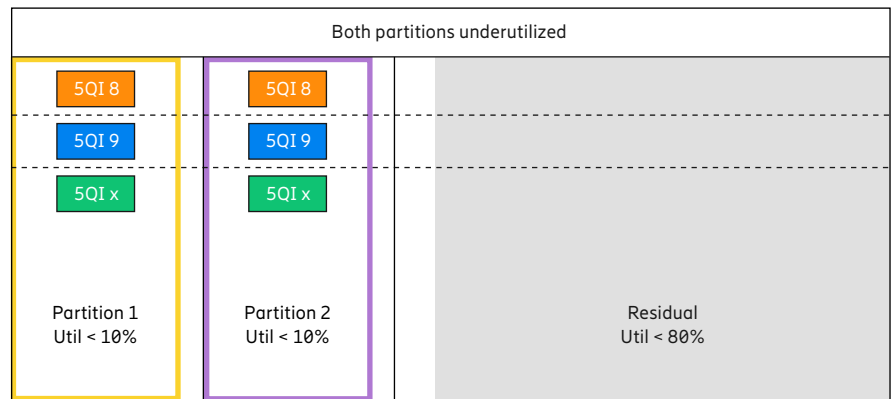 Both partitions underutilized
5QI 8
5QI 8
5QI 9
5QI 9
5QI x
5QI x
Partition 1
Util < 10%
Partition 2
Util < 10%
Residual
Util < 80%